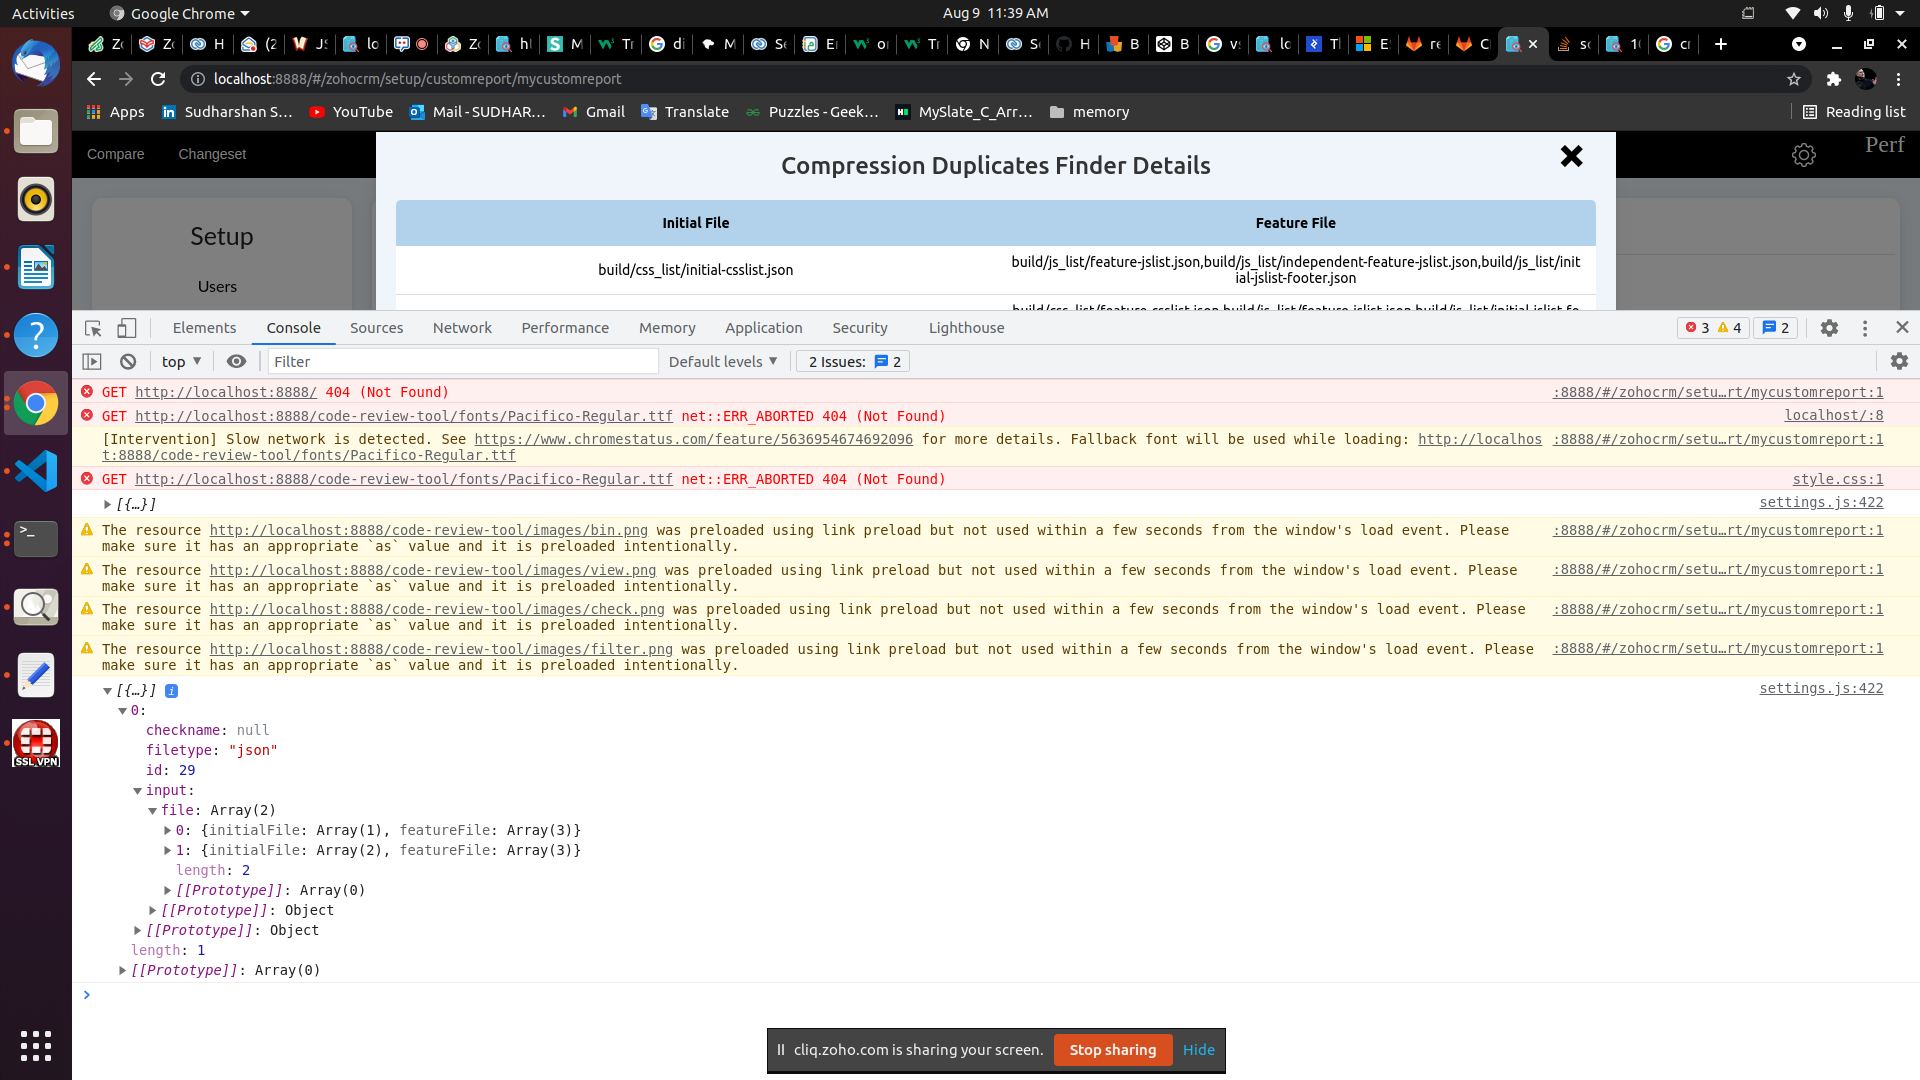 Activities Google Chrome Aug 9 11:39 AM
localhost:8888/#/zohocrm/setup/customreport/mycustomreport
Apps Sudharshan S... YouTube Mail - SUDHAR... Gmail Translate Puzzles - Geek... MySlate_C_Arr... memory Reading list
Compare Changeset Perf
Compression Duplicates Finder Details
Setup
Initial File Feature File
Users
build/css_list/initial-csslist.json build/js_list/feature-jslist.json,build/js_list/independent-feature-jslist.json,build/js_list/init
ial-jslist-footer.json
Elements Console Sources Network Performance Memory Application Security Lighthouse 3 4 2
top Filter Default levels 2 Issues: 2
GET http://localhost:8888/ 404 (Not Found) :8888/#/zohocrm/setu…rt/mycustomreport:1
GET http://localhost:8888/code-review-tool/fonts/Pacifico-Regular.ttf net::ERR_ABORTED 404 (Not Found) localhost/:8
[Intervention] Slow network is detected. See https://www.chromestatus.com/feature/5636954674692096 for more details. Fallback font will be used while loading: http://localhos :8888/#/zohocrm/setu…rt/mycustomreport:1
t:8888/code-review-tool/fonts/Pacifico-Regular.ttf
GET http://localhost:8888/code-review-tool/fonts/Pacifico-Regular.ttf net::ERR_ABORTED 404 (Not Found) style.css:1
[{…}] settings.js:422
The resource http://localhost:8888/code-review-tool/images/bin.png was preloaded using link preload but not used within a few seconds from the window's load event. Please :8888/#/zohocrm/setu…rt/mycustomreport:1
make sure it has an appropriate `as` value and it is preloaded intentionally.
The resource http://localhost:8888/code-review-tool/images/view.png was preloaded using link preload but not used within a few seconds from the window's load event. Please :8888/#/zohocrm/setu…rt/mycustomreport:1
make sure it has an appropriate `as` value and it is preloaded intentionally.
The resource http://localhost:8888/code-review-tool/images/check.png was preloaded using link preload but not used within a few seconds from the window's load event. Please :8888/#/zohocrm/setu…rt/mycustomreport:1
make sure it has an appropriate `as` value and it is preloaded intentionally.
The resource http://localhost:8888/code-review-tool/images/filter.png was preloaded using link preload but not used within a few seconds from the window's load event. Please :8888/#/zohocrm/setu…rt/mycustomreport:1
make sure it has an appropriate `as` value and it is preloaded intentionally.
[{…}] i settings.js:422
0:
checkname: null
filetype: "json"
id: 29
input:
file: Array(2)
0: {initialFile: Array(1), featureFile: Array(3)}
1: {initialFile: Array(2), featureFile: Array(3)}
length: 2
[[Prototype]]: Array(0)
[[Prototype]]: Object
[[Prototype]]: Object
length: 1
[[Prototype]]: Array(0)
SSL VPN
cliq.zoho.com is sharing your screen. Stop sharing Hide